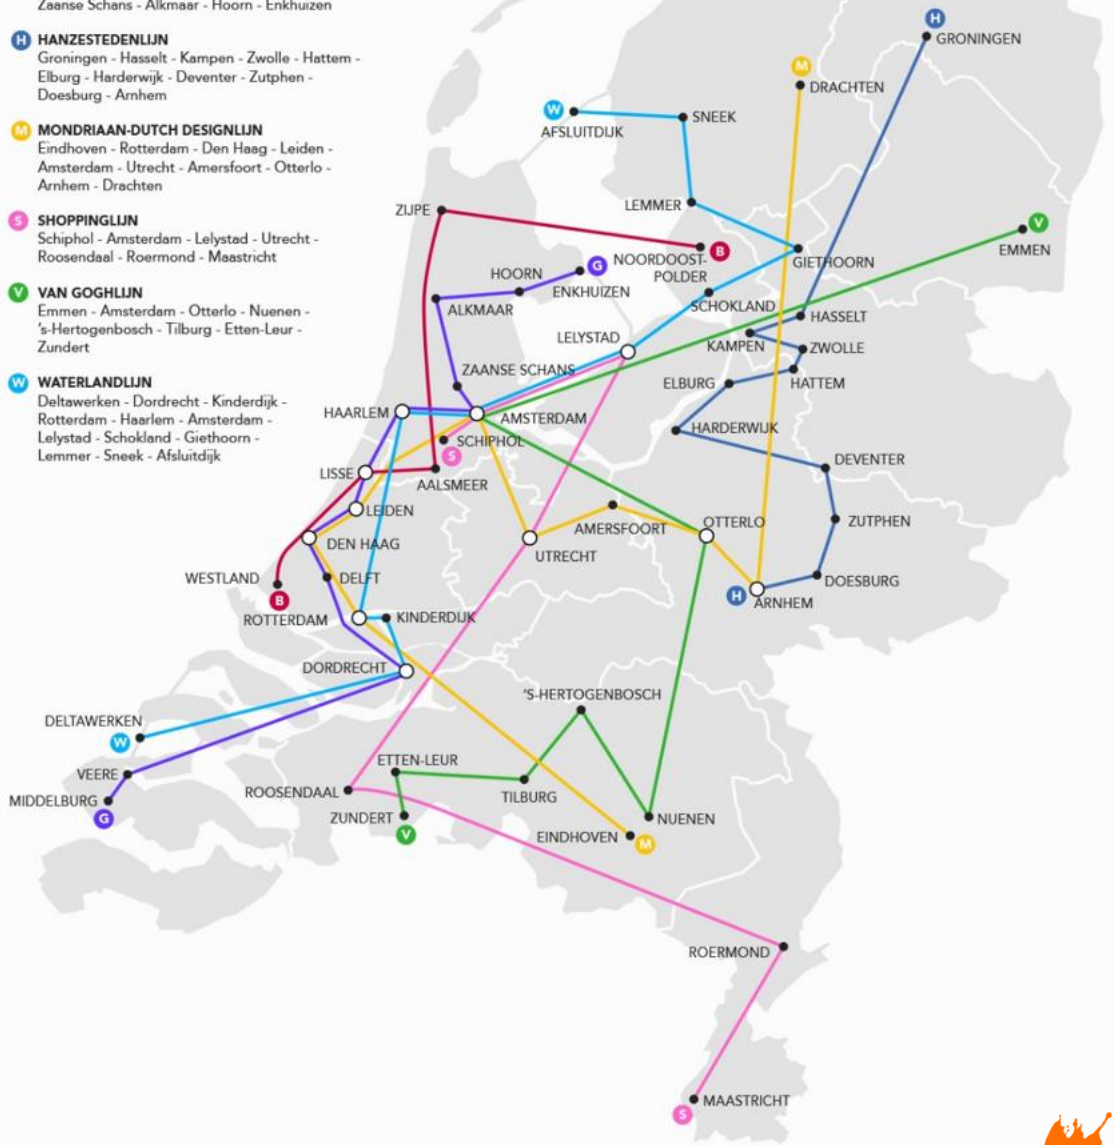 Zaanse Schans - Alkmaar - Hoorn - Enkhuizen
H HANZESTEDENLIJN
Groningen - Hasselt - Kampen - Zwolle - Hattem -
Elburg - Harderwijk - Deventer - Zutphen -
Doesburg - Arnhem
M MONDRIAAN-DUTCH DESIGNLIJN
Eindhoven - Rotterdam - Den Haag - Leiden -
Amsterdam - Utrecht - Amersfoort - Otterlo -
Arnhem - Drachten
S SHOPPINGLIJN
Schiphol - Amsterdam - Lelystad - Utrecht -
Roosendaal - Roermond - Maastricht
V VAN GOGHLIJN
Emmen - Amsterdam - Otterlo - Nuenen -
's-Hertogenbosch - Tilburg - Etten-Leur -
Zundert
W WATERLANDLIJN
Deltawerken - Dordrecht - Kinderdijk -
Rotterdam - Haarlem - Amsterdam -
Lelystad - Schokland - Giethoorn -
Lemmer - Sneek - Afsluitdijk
H
GRONINGEN
M
DRACHTEN
W
AFSLUITDIJK
SNEEK
LEMMER
ZIJPE
V
EMMEN
B
NOORDOOST-
POLDER
GIETHOORN
HOORN
G
ENKHUIZEN
ALKMAAR
SCHOKLAND
HASSELT
LELYSTAD
KAMPEN
ZWOLLE
ZAANSE SCHANS
ELBURG
HATTEM
HAARLEM
AMSTERDAM
HARDERWIJK
SCHIPHOL
S
DEVENTER
LISSE
AALSMEER
LEIDEN
ZUTPHEN
AMERSFOORT
OTTERLO
DEN HAAG
UTRECHT
WESTLAND
B
DELFT
DOESBURG
H
ARNHEM
ROTTERDAM
KINDERDIJK
DORDRECHT
'S-HERTOGENBOSCH
DELTAWERKEN
W
VEERE
ETTEN-LEUR
MIDDELBURG
G
ROOSENDAAL
TILBURG
ZUNDERT
V
NUENEN
EINDHOVEN
M
ROERMOND
MAASTRICHT
S